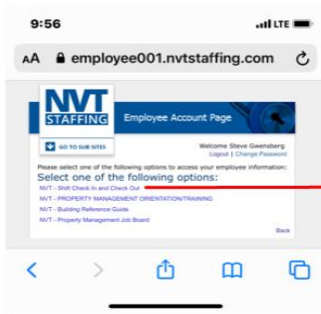 9:56
LTE
AA employee001.nvtstaffing.com
NVT
STAFFING
Employee Account Page
GO TO SUB SITES
Welcome Steve Gwensberg
Logout | Change Password
Please select one of the following options to access your employee information:
Select one of the following options:
NVT - Shift Check In and Check Out
NVT - PROPERTY MANAGEMENT ORIENTATION/TRAINING
NVT - Building Reference Guide
NVT - Property Management Job Board
Back